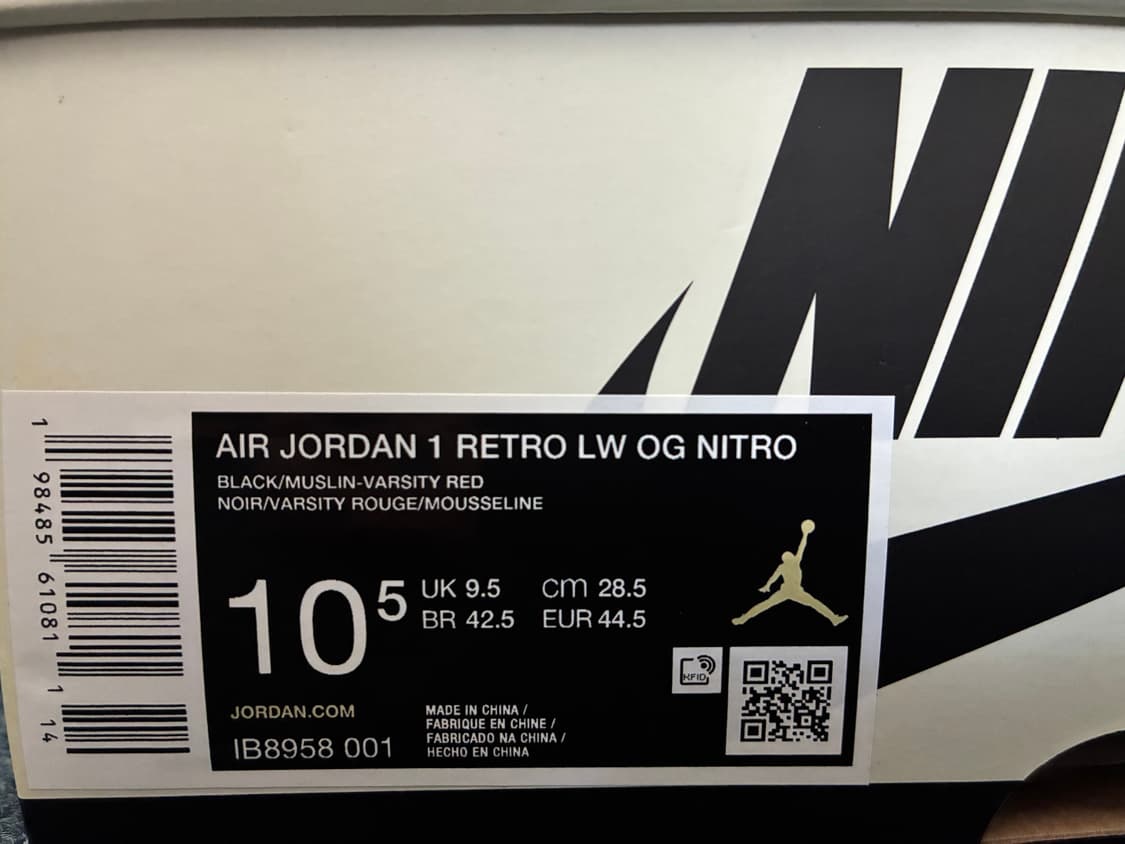 NI
AIR JORDAN 1 RETRO LW OG NITRO
BLACK/MUSLIN-VARSITY RED
NOIR/VARSITY ROUGE/MOUSSELINE
10⁵
UK 9.5 cm 28.5
BR 42.5 EUR 44.5
RFID
JORDAN.COM
IB8958 001
MADE IN CHINA /
FABRIQUE EN CHINE /
FABRICADO NA CHINA /
HECHO EN CHINA
1 98485 61081 1 14